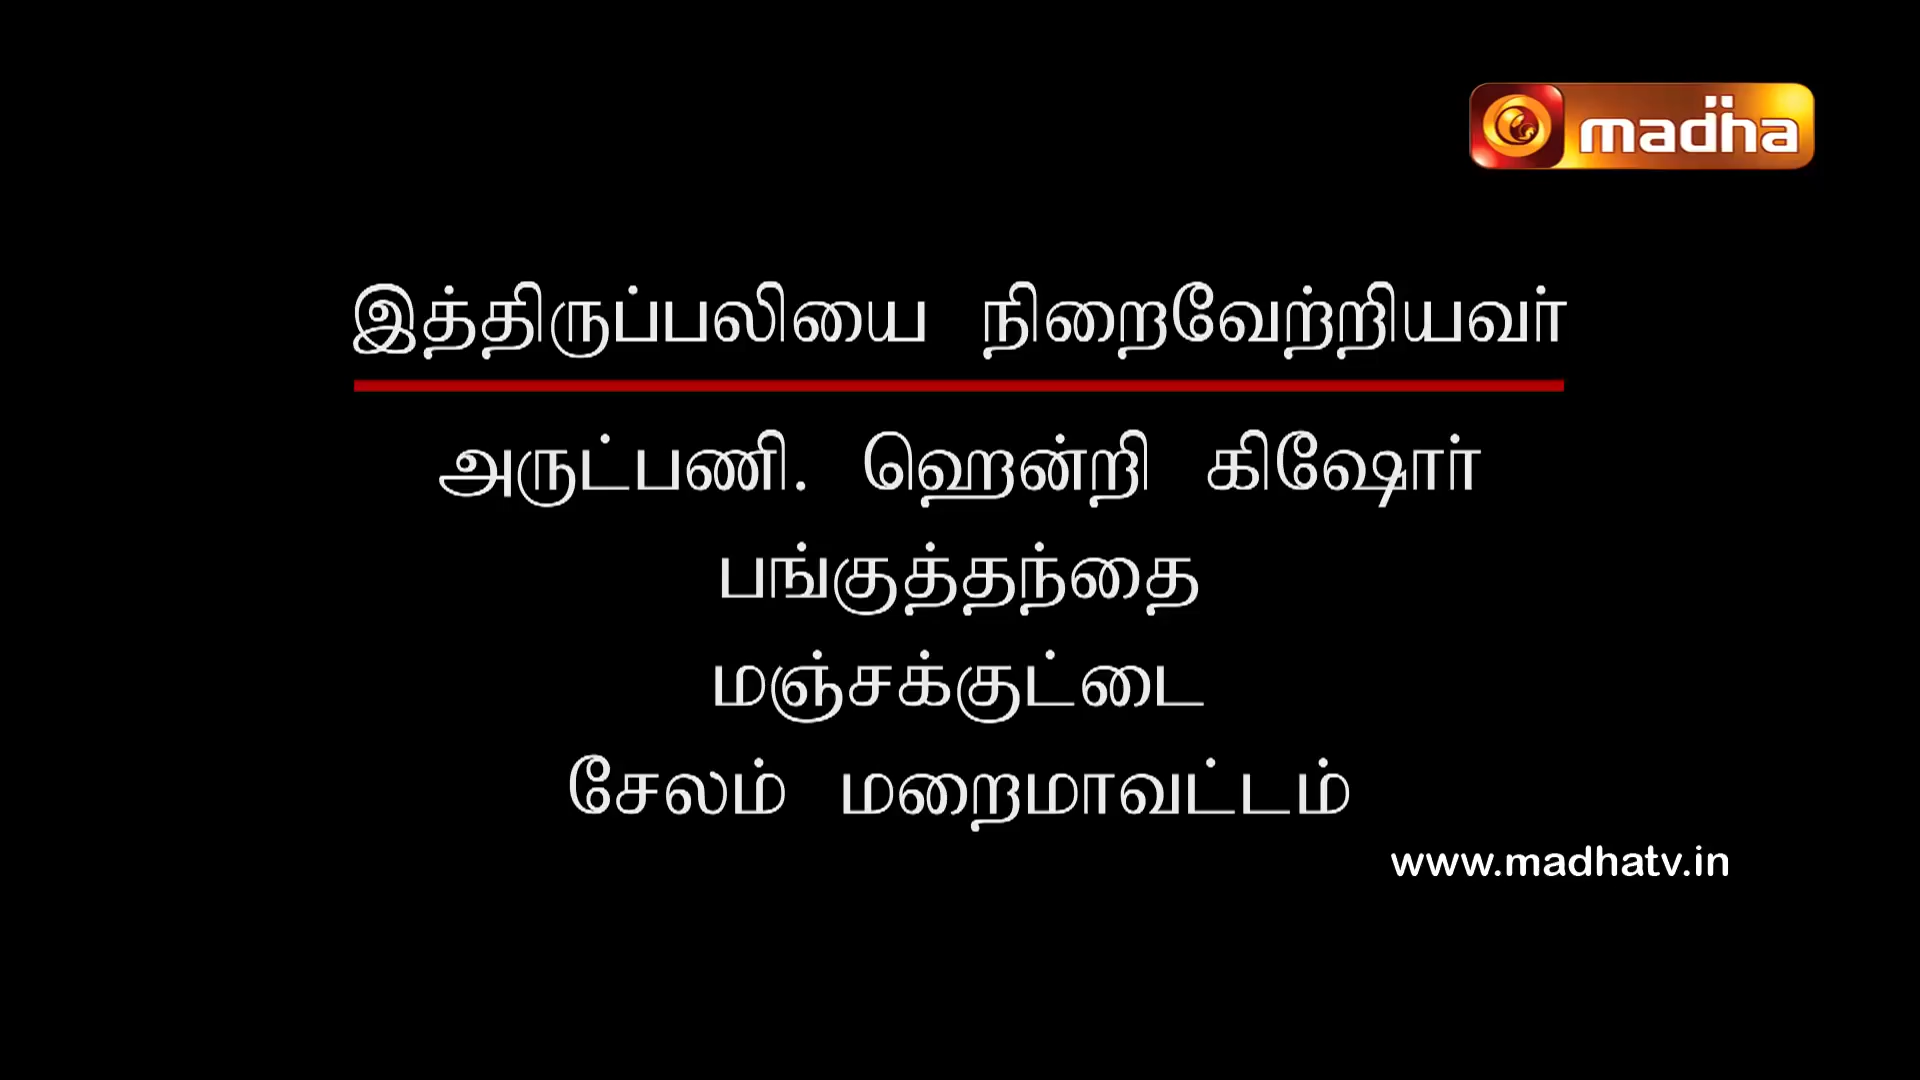 madha
இத்திருப்பலியை நிறைவேற்றியவர்
அருட்பணி. ஹென்றி கிஷோர்
பங்குத்தந்தை
மஞ்சக்குட்டை
சேலம் மறைமாவட்டம்
www.madhatv.in